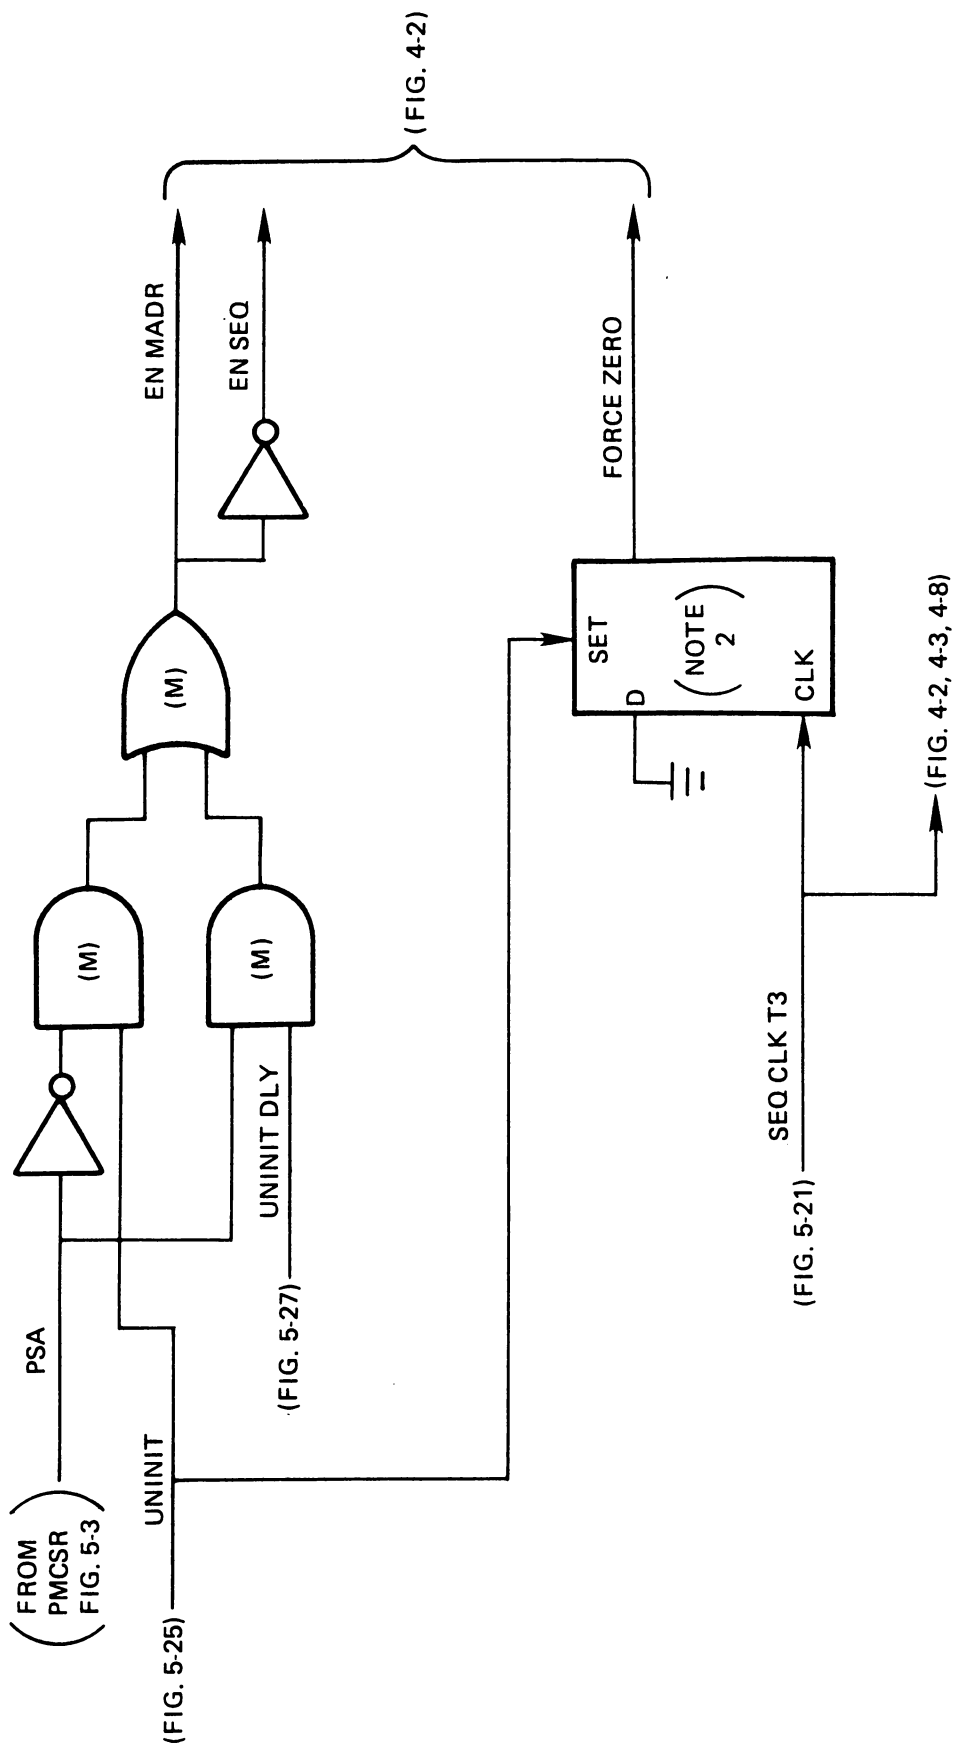 (FROM
PMCSR
FIG. 5-3)
PSA
(FIG. 5-25)
UNINIT
(FIG. 5-27)
UNINIT DLY
(M)
(M)
(M)
EN MADR
EN SEQ
(FIG. 4-2)
SET
D
(NOTE
2)
CLK
FORCE ZERO
(FIG. 5-21)
SEQ CLK T3
(FIG. 4-2, 4-3, 4-8)